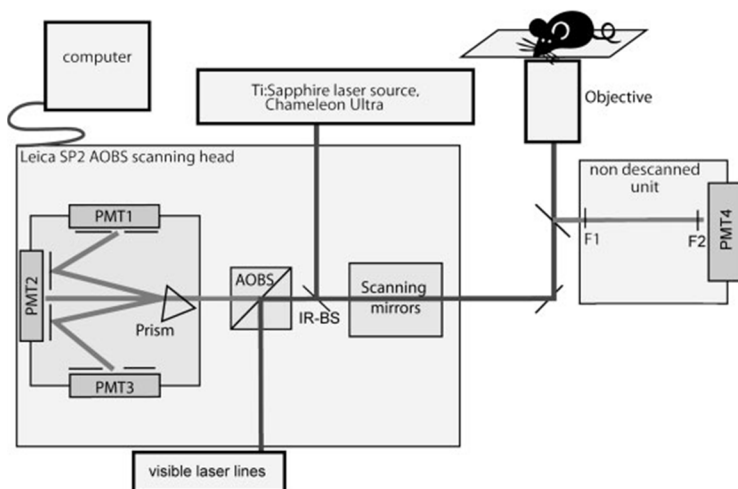 computer
Ti:Sapphire laser source,
Chameleon Ultra
Objective
Leica SP2 AOBS scanning head
non descanned
unit
PMT1
PMT2
PMT3
PMT4
Prism
AOBS
IR-BS
Scanning
mirrors
F1
F2
visible laser lines